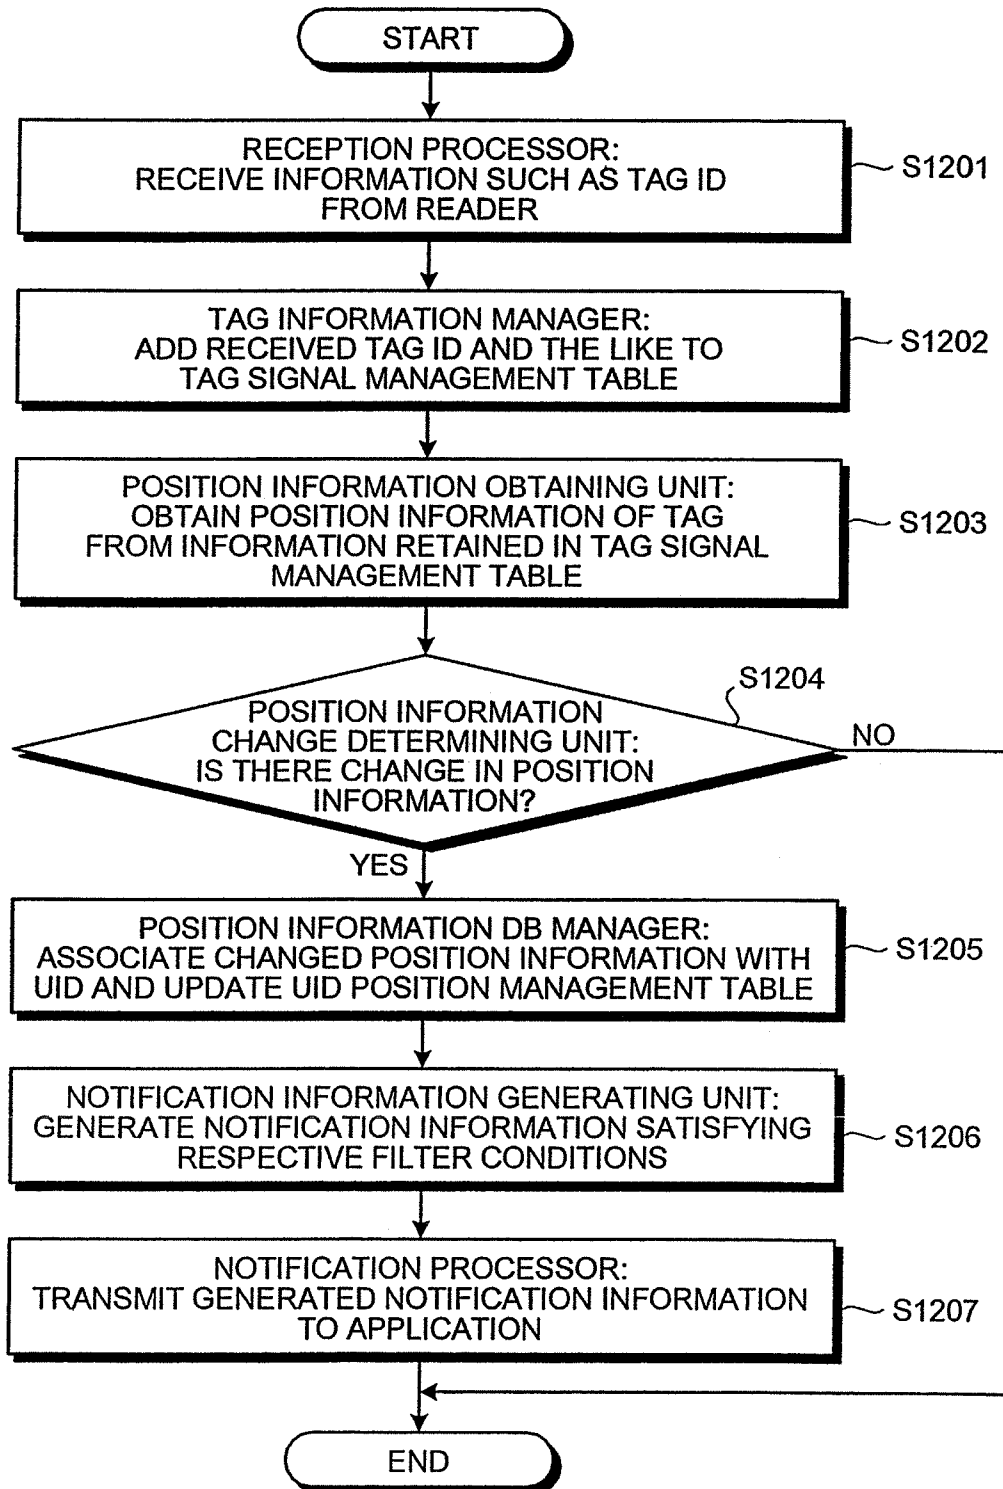 START
RECEPTION PROCESSOR:
RECEIVE INFORMATION SUCH AS TAG ID
FROM READER
S1201
TAG INFORMATION MANAGER:
ADD RECEIVED TAG ID AND THE LIKE TO
TAG SIGNAL MANAGEMENT TABLE
S1202
POSITION INFORMATION OBTAINING UNIT:
OBTAIN POSITION INFORMATION OF TAG
FROM INFORMATION RETAINED IN TAG SIGNAL
MANAGEMENT TABLE
S1203
S1204
POSITION INFORMATION
CHANGE DETERMINING UNIT:
IS THERE CHANGE IN POSITION
INFORMATION?
NO
YES
POSITION INFORMATION DB MANAGER:
ASSOCIATE CHANGED POSITION INFORMATION WITH
UID AND UPDATE UID POSITION MANAGEMENT TABLE
S1205
NOTIFICATION INFORMATION GENERATING UNIT:
GENERATE NOTIFICATION INFORMATION SATISFYING
RESPECTIVE FILTER CONDITIONS
S1206
NOTIFICATION PROCESSOR:
TRANSMIT GENERATED NOTIFICATION INFORMATION
TO APPLICATION
S1207
END